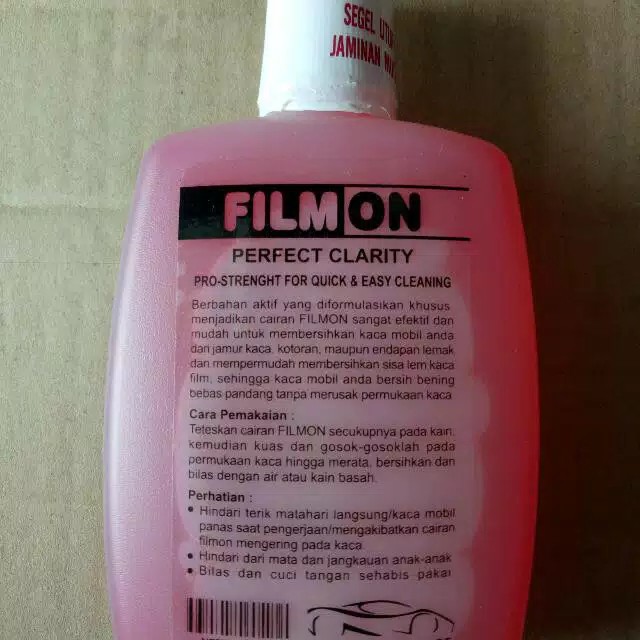 SEGEL
JAMINAN
FILMON
PERFECT CLARITY
PRO-STRENGHT FOR QUICK & EASY CLEANING
Berbahan aktif yang diformulasikan khusus
menjadikan cairan FILMON sangat efektif dan
mudah untuk membersihkan kaca mobil anda
dari jamur kaca, kotoran, maupun endapan lemak
dan mempermudah membersihkan sisa lem kaca
film, sehingga kaca mobil anda bersih bening
bebas pandang tanpa merusak permukaan kaca
Cara Pemakaian :
Teteskan cairan FILMON secukupnya pada kain,
kemudian kuas dan gosok-gosoklah pada
permukaan kaca hingga merata, bersihkan dan
bilas dengan air atau kain basah.
Perhatian :
• Hindari terik matahari langsung/kaca mobil
panas saat pengerjaan/mengakibatkan cairan
filmon mengering pada kaca
• Hindari dari mata dan jangkauan anak-anak
• Bilas dan cuci tangan sehabis pakai